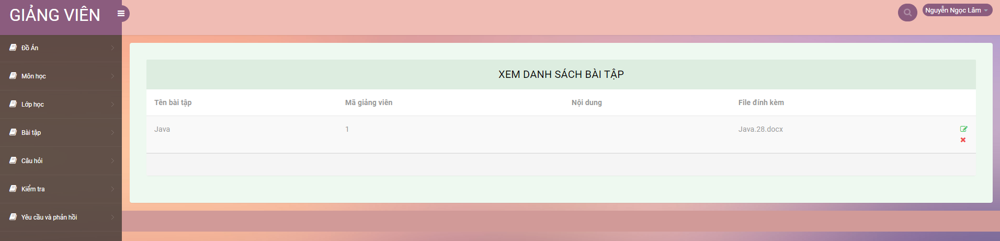 GIẢNG VIÊN
Nguyễn Ngọc Lâm
Đồ Án
Môn học
Lớp học
Bài tập
Câu hỏi
Kiểm tra
Yêu cầu và phản hồi
XEM DANH SÁCH BÀI TẬP
Tên bài tập Mã giảng viên Nội dung File đính kèm
Java 1 Java.28.docx